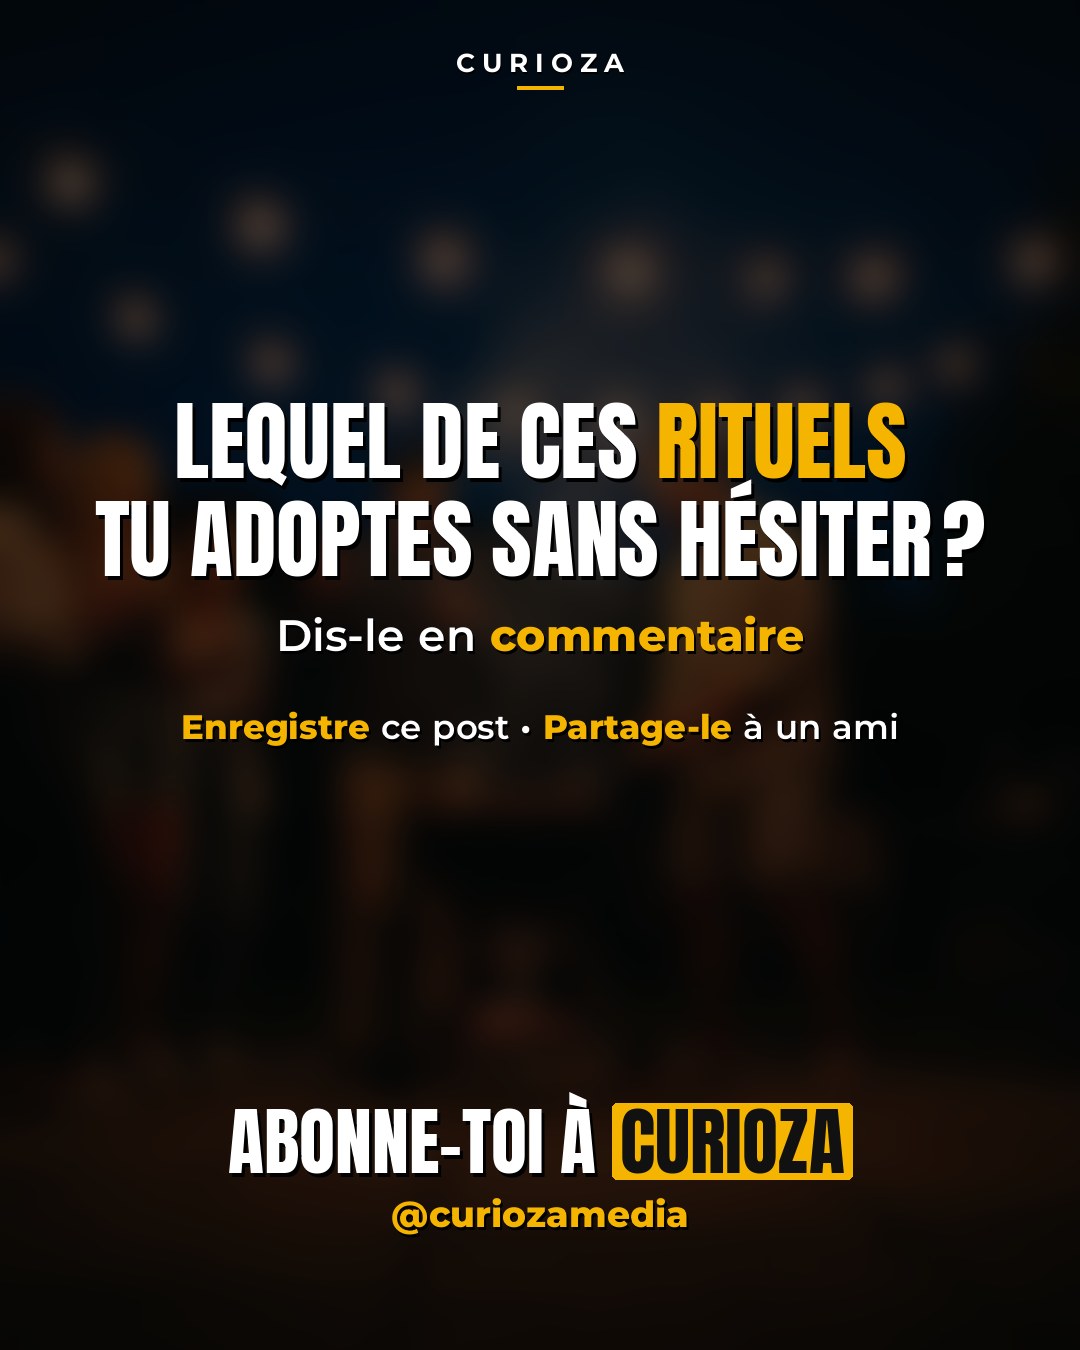 CURIOZA
LEQUEL DE CES RITUELS
TU ADOPTES SANS HÉSITER ?
Dis-le en commentaire
Enregistre ce post • Partage-le à un ami
ABONNE-TOI À CURIOZA
@curiozamedia